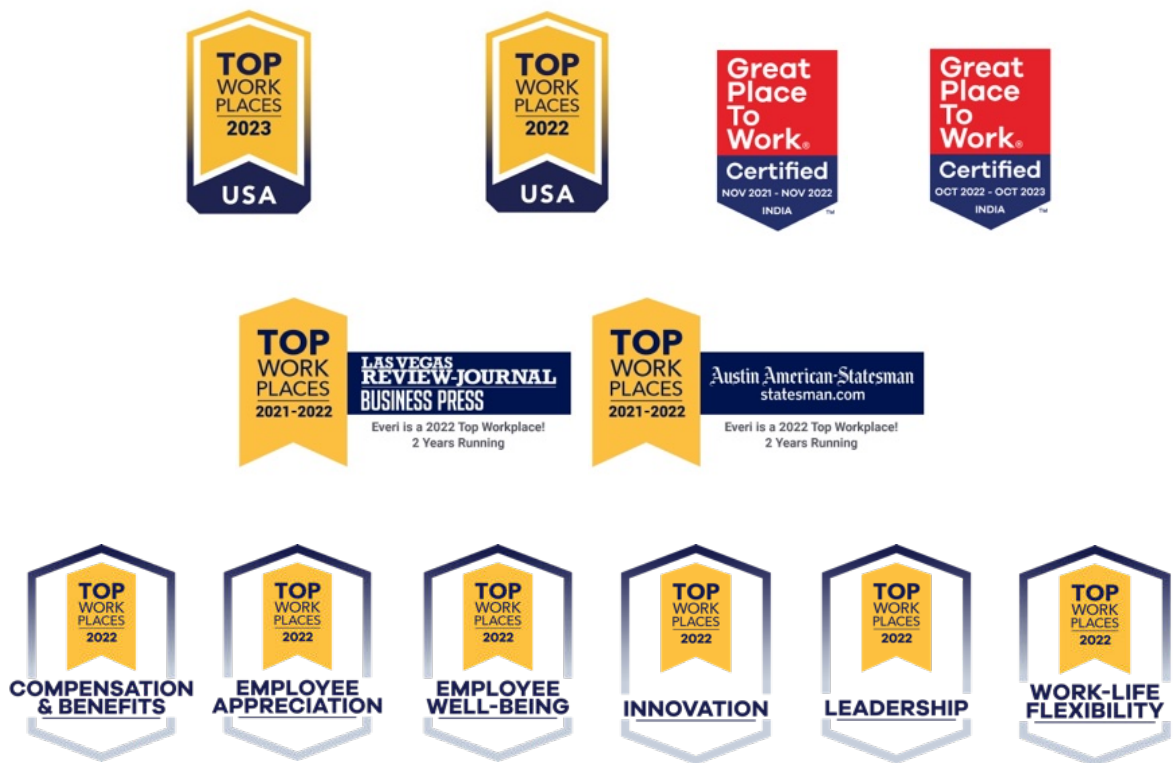 TOP
WORK
PLACES
2023
USA
TOP
WORK
PLACES
2022
USA
Great
Place
To
Work®
Certified
NOV 2021 - NOV 2022
INDIA
TM
Great
Place
To
Work®
Certified
OCT 2022 - OCT 2023
INDIA
TM
TOP
WORK
PLACES
2021-2022
LAS VEGAS
REVIEW-JOURNAL
BUSINESS PRESS
Everi is a 2022 Top Workplace!
2 Years Running
TOP
WORK
PLACES
2021-2022
Austin American-Statesman
statesman.com
Everi is a 2022 Top Workplace!
2 Years Running
TOP
WORK
PLACES
2022
COMPENSATION
& BENEFITS
TOP
WORK
PLACES
2022
EMPLOYEE
APPRECIATION
TOP
WORK
PLACES
2022
EMPLOYEE
WELL-BEING
TOP
WORK
PLACES
2022
INNOVATION
TOP
WORK
PLACES
2022
LEADERSHIP
TOP
WORK
PLACES
2022
WORK-LIFE
FLEXIBILITY